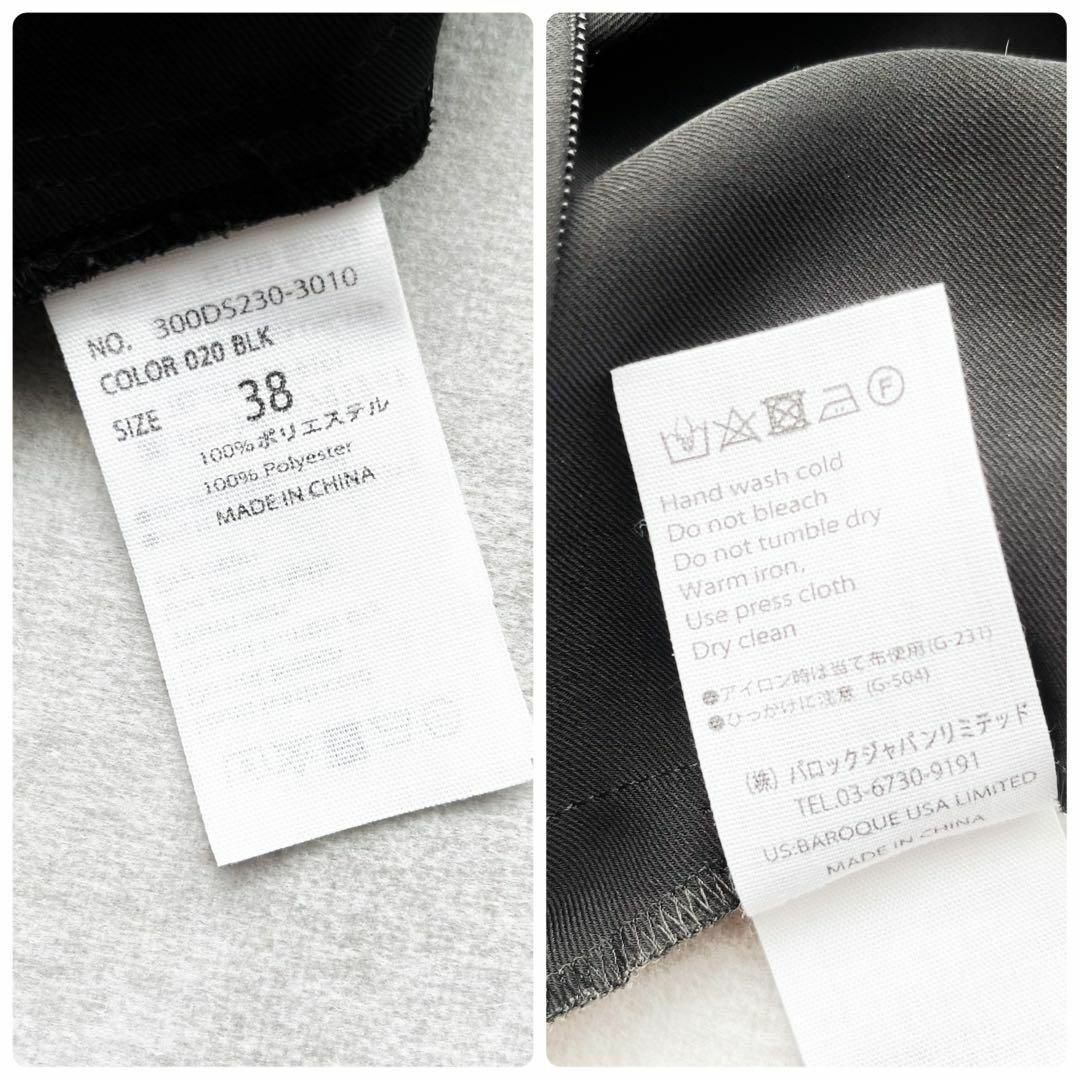 NO. 300DS230-3010
COLOR 020 BLK
SIZE 38
100%ポリエステル
100% Polyester
MADE IN CHINA
F
Hand wash cold
Do not bleach
Do not tumble dry
Warm iron,
Use press cloth
Dry clean
●アイロン時は当て布使用(G-231)
●ひっかけに注意 (G-504)
(株) バロックジャパンリミテッド
TEL.03-6730-9191
US:BAROQUE USA LIMITED
MADE IN CHINA